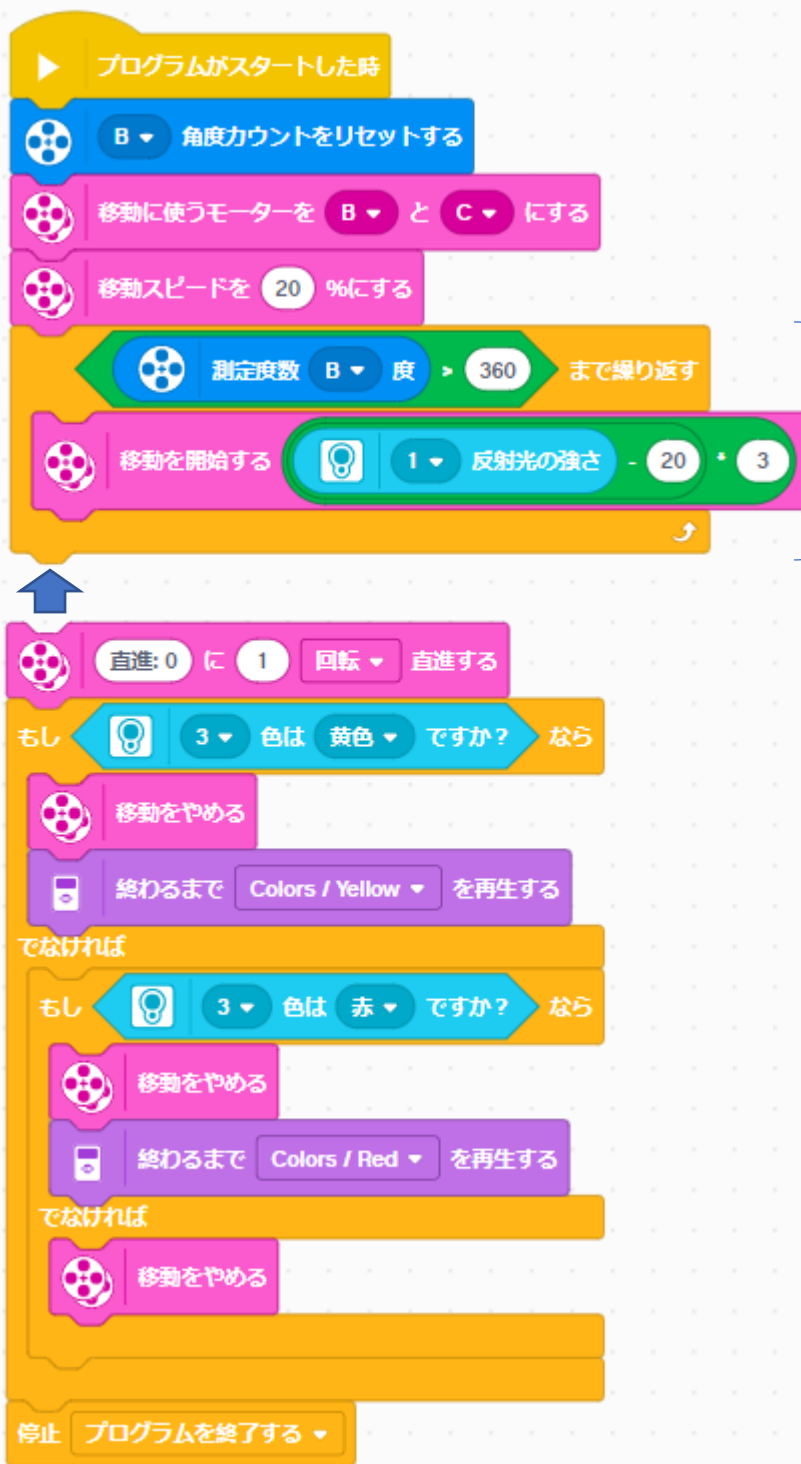 プログラムがスタートした時
B 角度カウントをリセットする
移動に使うモーターを B と C にする
移動スピードを 20 %にする
測定度数 B 度 > 360 まで繰り返す
移動を開始する 1 反射光の強さ - 20 * 3
直進: 0 に 1 回転 直進する
もし 3 色は 黄色 ですか? なら
移動をやめる
終わるまで Colors / Yellow を再生する
でなければ
もし 3 色は 赤 ですか? なら
移動をやめる
終わるまで Colors / Red を再生する
でなければ
移動をやめる
停止 プログラムを終了する